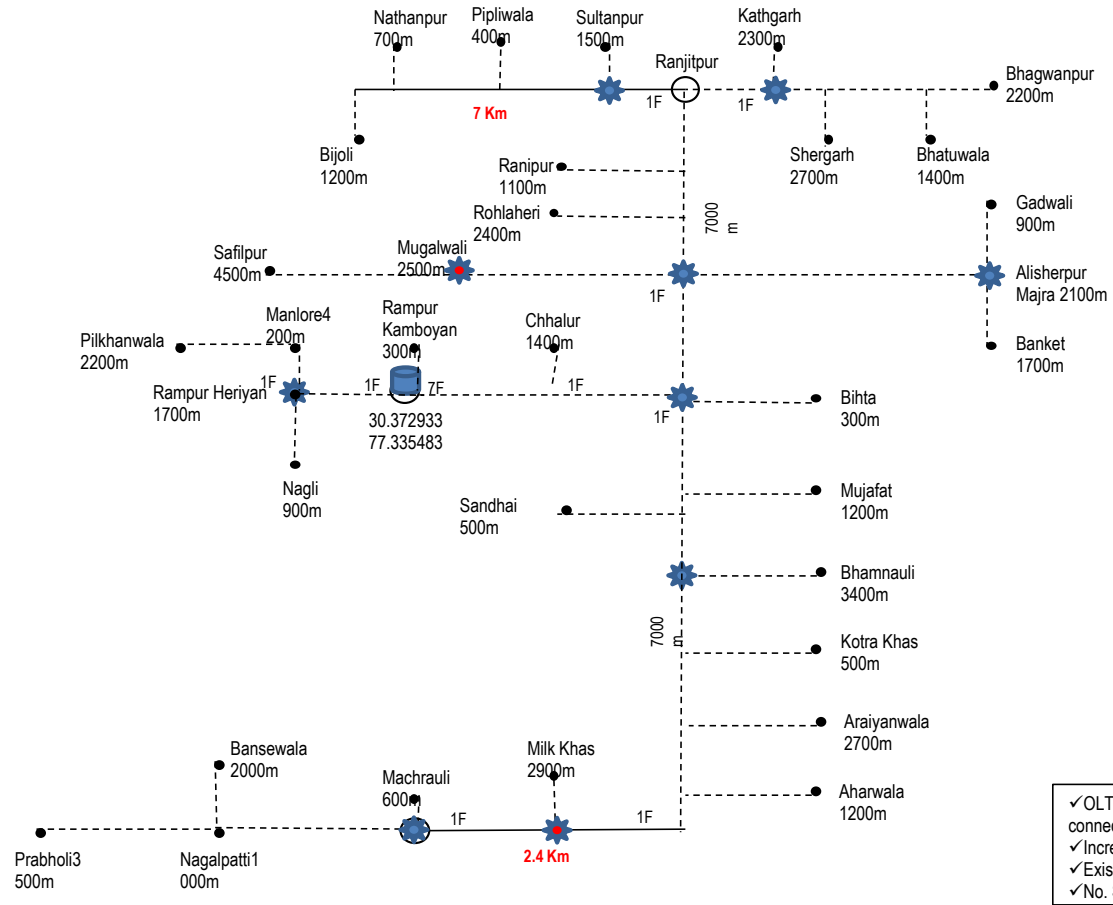 Nathanpur
700m
Pipliwala
400m
Sultanpur
1500m
Kathgarh
2300m
Ranjitpur
Bhagwanpur
2200m
1F
1F
7 Km
Bijoli
1200m
Shergarh
2700m
Bhatuwala
1400m
Ranipur
1100m
Rohlaheri
2400m
7000
m
Gadwali
900m
Safilpur
4500m
Mugalwali
2500m
1F
Alisherpur
Majra 2100m
Manlore4
200m
Rampur
Kamboyan
300m
Chhalur
1400m
Pilkhanwala
2200m
Banket
1700m
1F
1F
7F
1F
Rampur Heriyan
1700m
1F
Bihta
300m
30.372933
77.335483
Nagli
900m
Sandhai
500m
Mujafat
1200m
Bhamnauli
3400m
7000
m
Kotra Khas
500m
Araiyanwala
2700m
Bansewala
2000m
Machrauli
600m
Milk Khas
2900m
Aharwala
1200m
1F
1F
2.4 Km
Prabholi3
500m
Nagalpatti1
000m
✓OLT
connec
✓Incre
✓Exis
✓No.